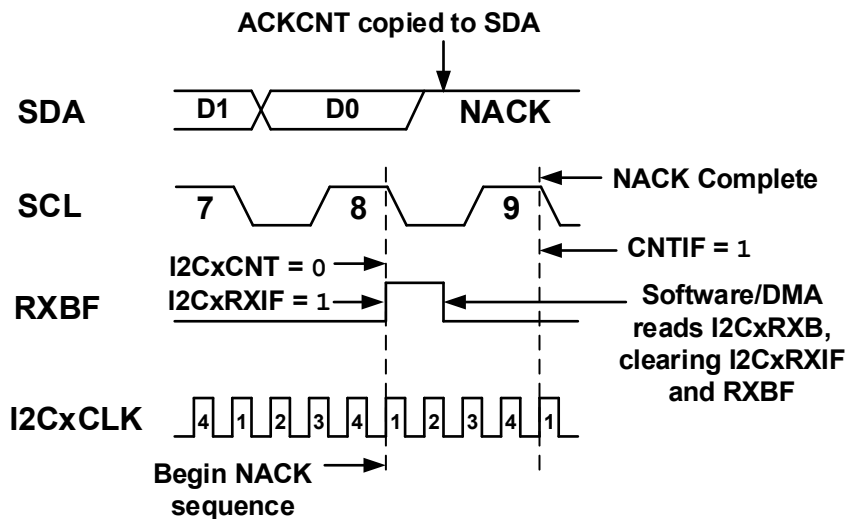 ACKCNT copied to SDA
SDA
D1
D0
NACK
SCL
7
8
9
NACK Complete
I2CxCNT = 0
CNTIF = 1
RXBF
I2CxRXIF = 1
Software/DMA
reads I2CxRXB,
clearing I2CxRXIF
and RXBF
I2CxCLK
4 1 2 3 4 1 2 3 4 1
Begin NACK
sequence